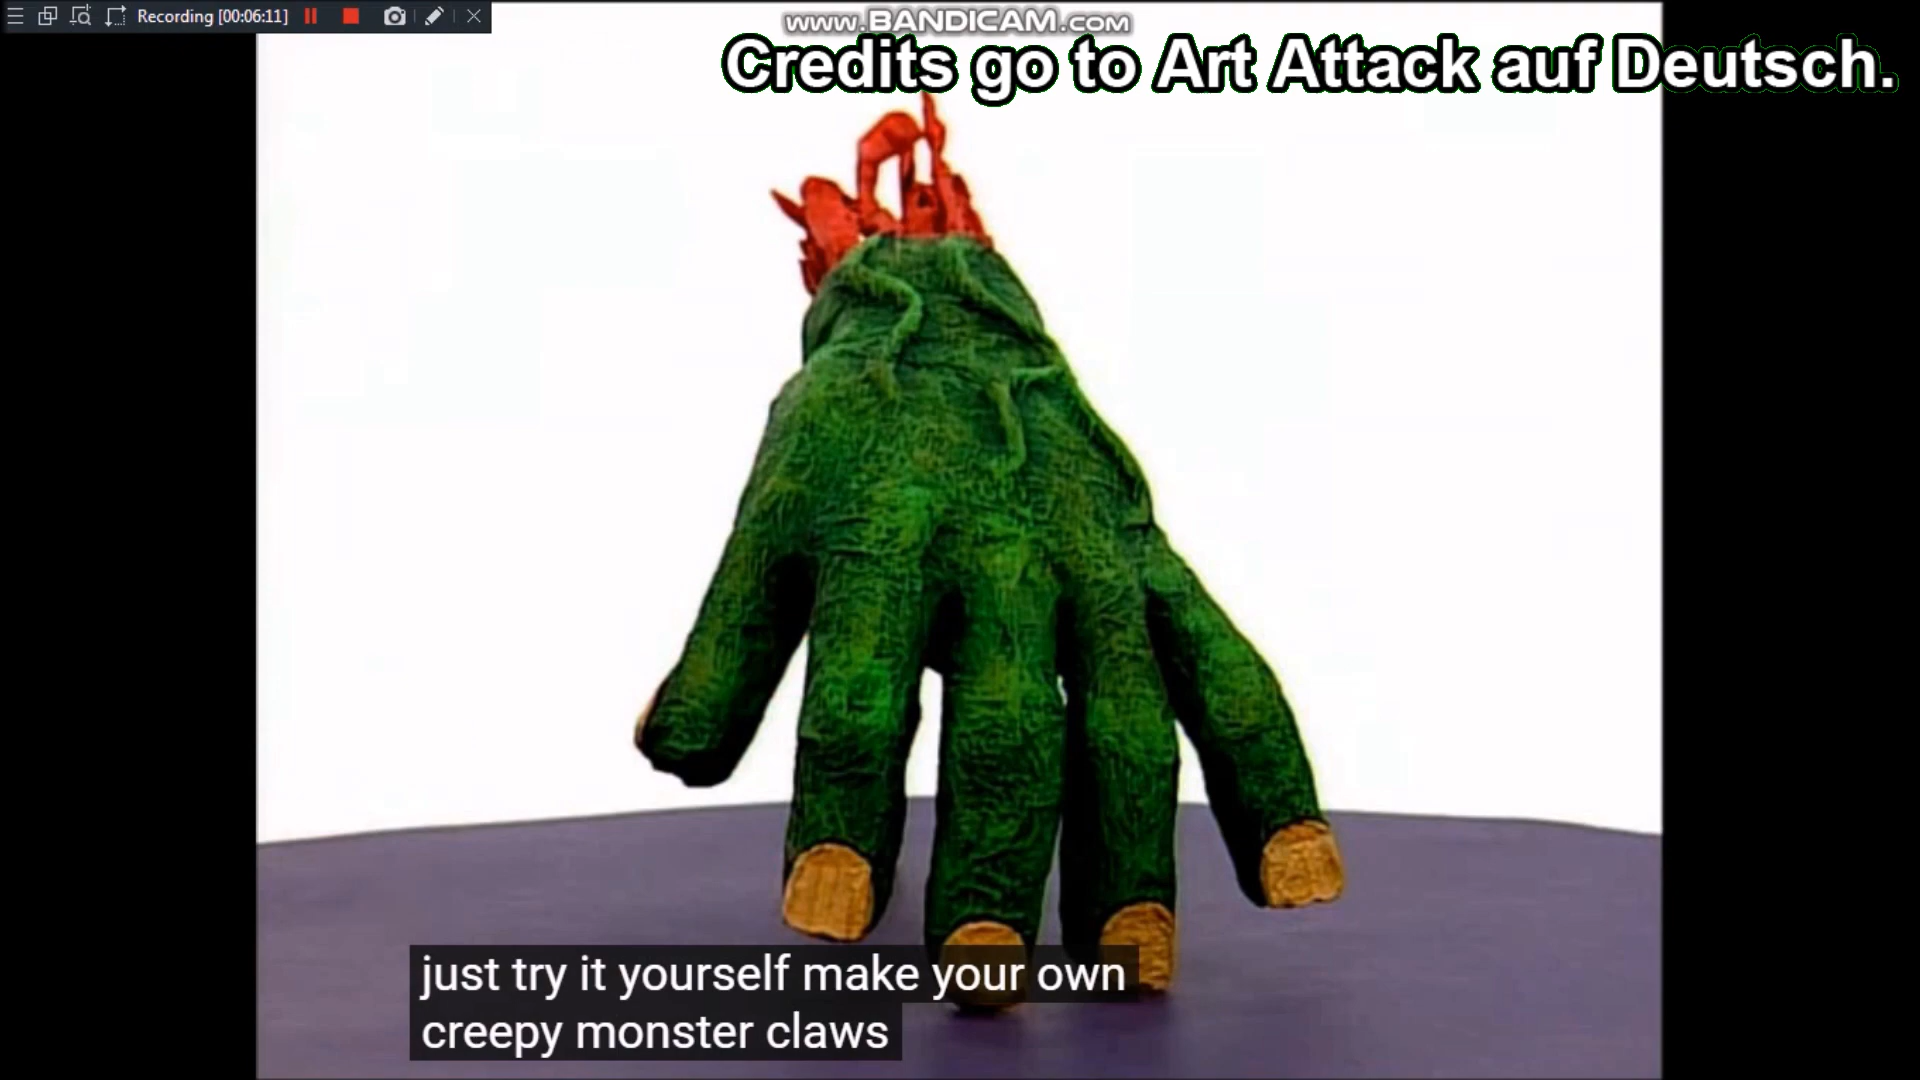 Recording [00:06:11]
www.BANDICAM.com
Credits go to Art Attack auf Deutsch.
just try it yourself make your own
creepy monster claws